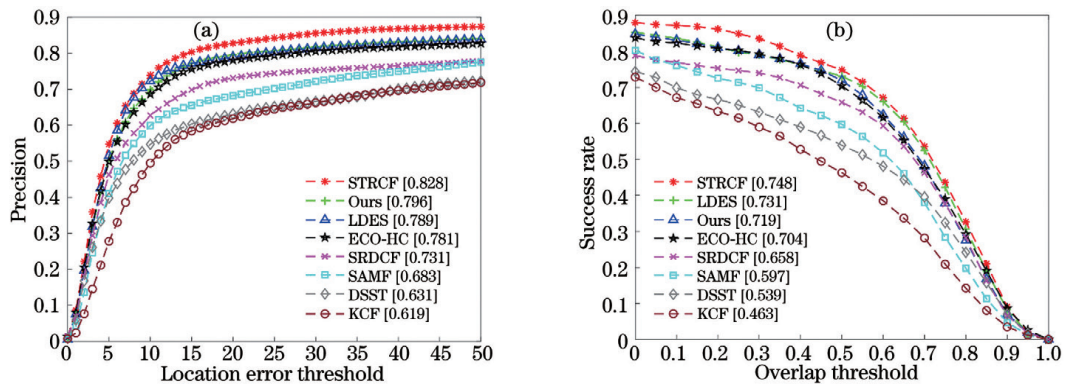 (a)
Precision
0.9
0.8
0.7
0.6
0.5
0.4
0.3
0.2
0.1
0
STRCF [0.828]
Ours [0.796]
LDES [0.789]
ECO-HC [0.781]
SRDCF [0.731]
SAMF [0.683]
DSST [0.631]
KCF [0.619]
0 5 10 15 20 25 30 35 40 45 50
Location error threshold
(b)
Success rate
0.9
0.8
0.7
0.6
0.5
0.4
0.3
0.2
0.1
0
STRCF [0.748]
LDES [0.731]
Ours [0.719]
ECO-HC [0.704]
SRDCF [0.658]
SAMF [0.597]
DSST [0.539]
KCF [0.463]
0 0.1 0.2 0.3 0.4 0.5 0.6 0.7 0.8 0.9 1.0
Overlap threshold